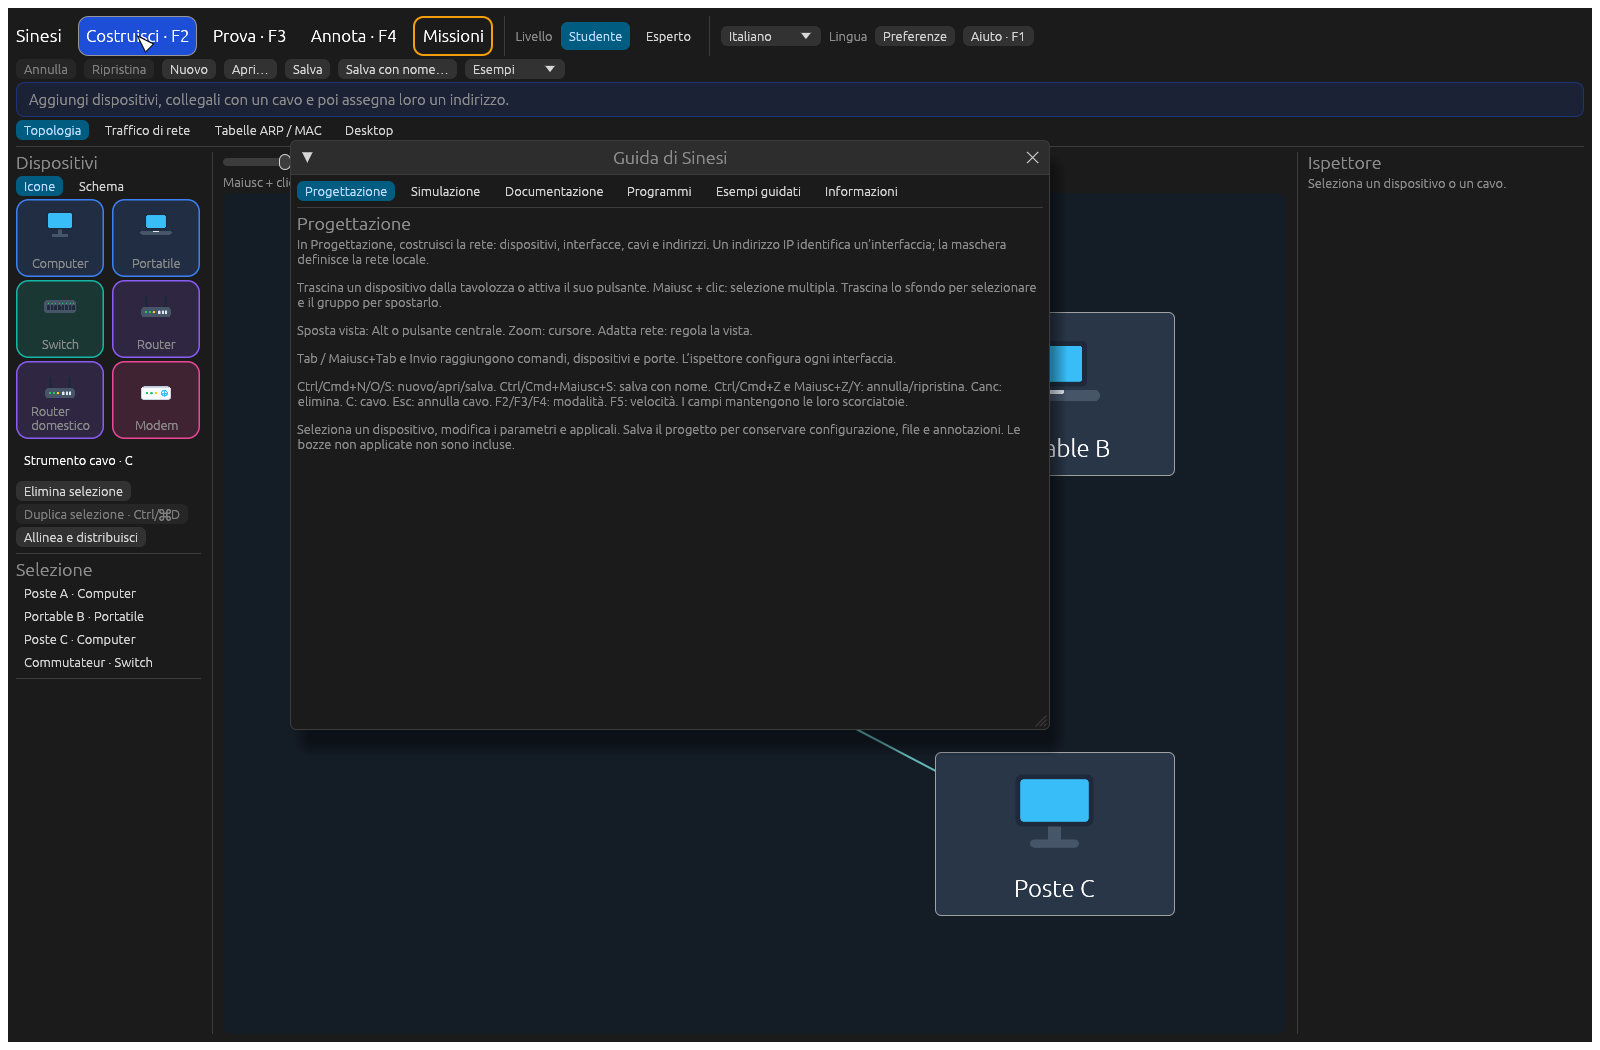 Sinesi
Costruisci · F2
Prova · F3
Annota · F4
Missioni
Livello
Studente
Esperto
Italiano
Lingua
Preferenze
Aiuto · F1
Annulla
Ripristina
Nuovo
Apri...
Salva
Salva con nome...
Esempi
Aggiungi dispositivi, collegali con un cavo e poi assegna loro un indirizzo.
Topologia
Traffico di rete
Tabelle ARP / MAC
Desktop
Dispositivi
Icone
Schema
Computer
Portatile
Switch
Router
Router
domestico
Modem
Strumento cavo · C
Elimina selezione
Duplica selezione · Ctrl/⌘D
Allinea e distribuisci
Selezione
Poste A · Computer
Portable B · Portatile
Poste C · Computer
Commutateur · Switch
Maiusc + clic
Guida di Sinesi
Progettazione
Simulazione
Documentazione
Programmi
Esempi guidati
Informazioni
Progettazione
In Progettazione, costruisci la rete: dispositivi, interfacce, cavi e indirizzi. Un indirizzo IP identifica un’interfaccia; la maschera
definisce la rete locale.
Trascina un dispositivo dalla tavolozza o attiva il suo pulsante. Maiusc + clic: selezione multipla. Trascina lo sfondo per selezionare
e il gruppo per spostarlo.
Sposta vista: Alt o pulsante centrale. Zoom: cursore. Adatta rete: regola la vista.
Tab / Maiusc+Tab e Invio raggiungono comandi, dispositivi e porte. L’ispettore configura ogni interfaccia.
Ctrl/Cmd+N/O/S: nuovo/apri/salva. Ctrl/Cmd+Maiusc+S: salva con nome. Ctrl/Cmd+Z e Maiusc+Z/Y: annulla/ripristina. Canc:
elimina. C: cavo. Esc: annulla cavo. F2/F3/F4: modalità. F5: velocità. I campi mantengono le loro scorciatoie.
Seleziona un dispositivo, modifica i parametri e applicali. Salva il progetto per conservare configurazione, file e annotazioni. Le
bozze non applicate non sono incluse.
able B
Poste C
Ispettore
Seleziona un dispositivo o un cavo.